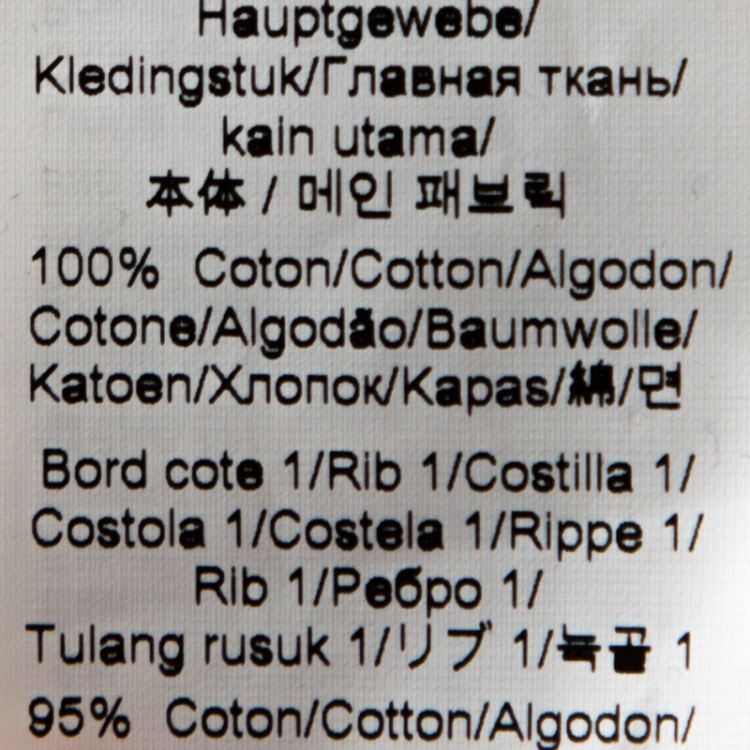 Hauptgewebe/
Kledingstuk/Главная ткань/
kain utama/
本体 / 메인 패브릭
100% Coton/Cotton/Algodon/
Cotone/Algodão/Baumwolle/
Katoen/Хлопок/Kapas/綿/면
Bord cote 1/Rib 1/Costilla 1/
Costola 1/Costela 1/Rippe 1/
Rib 1/Ребро 1/
Tulang rusuk 1/リブ 1/늑골 1
95% Coton/Cotton/Algodon/